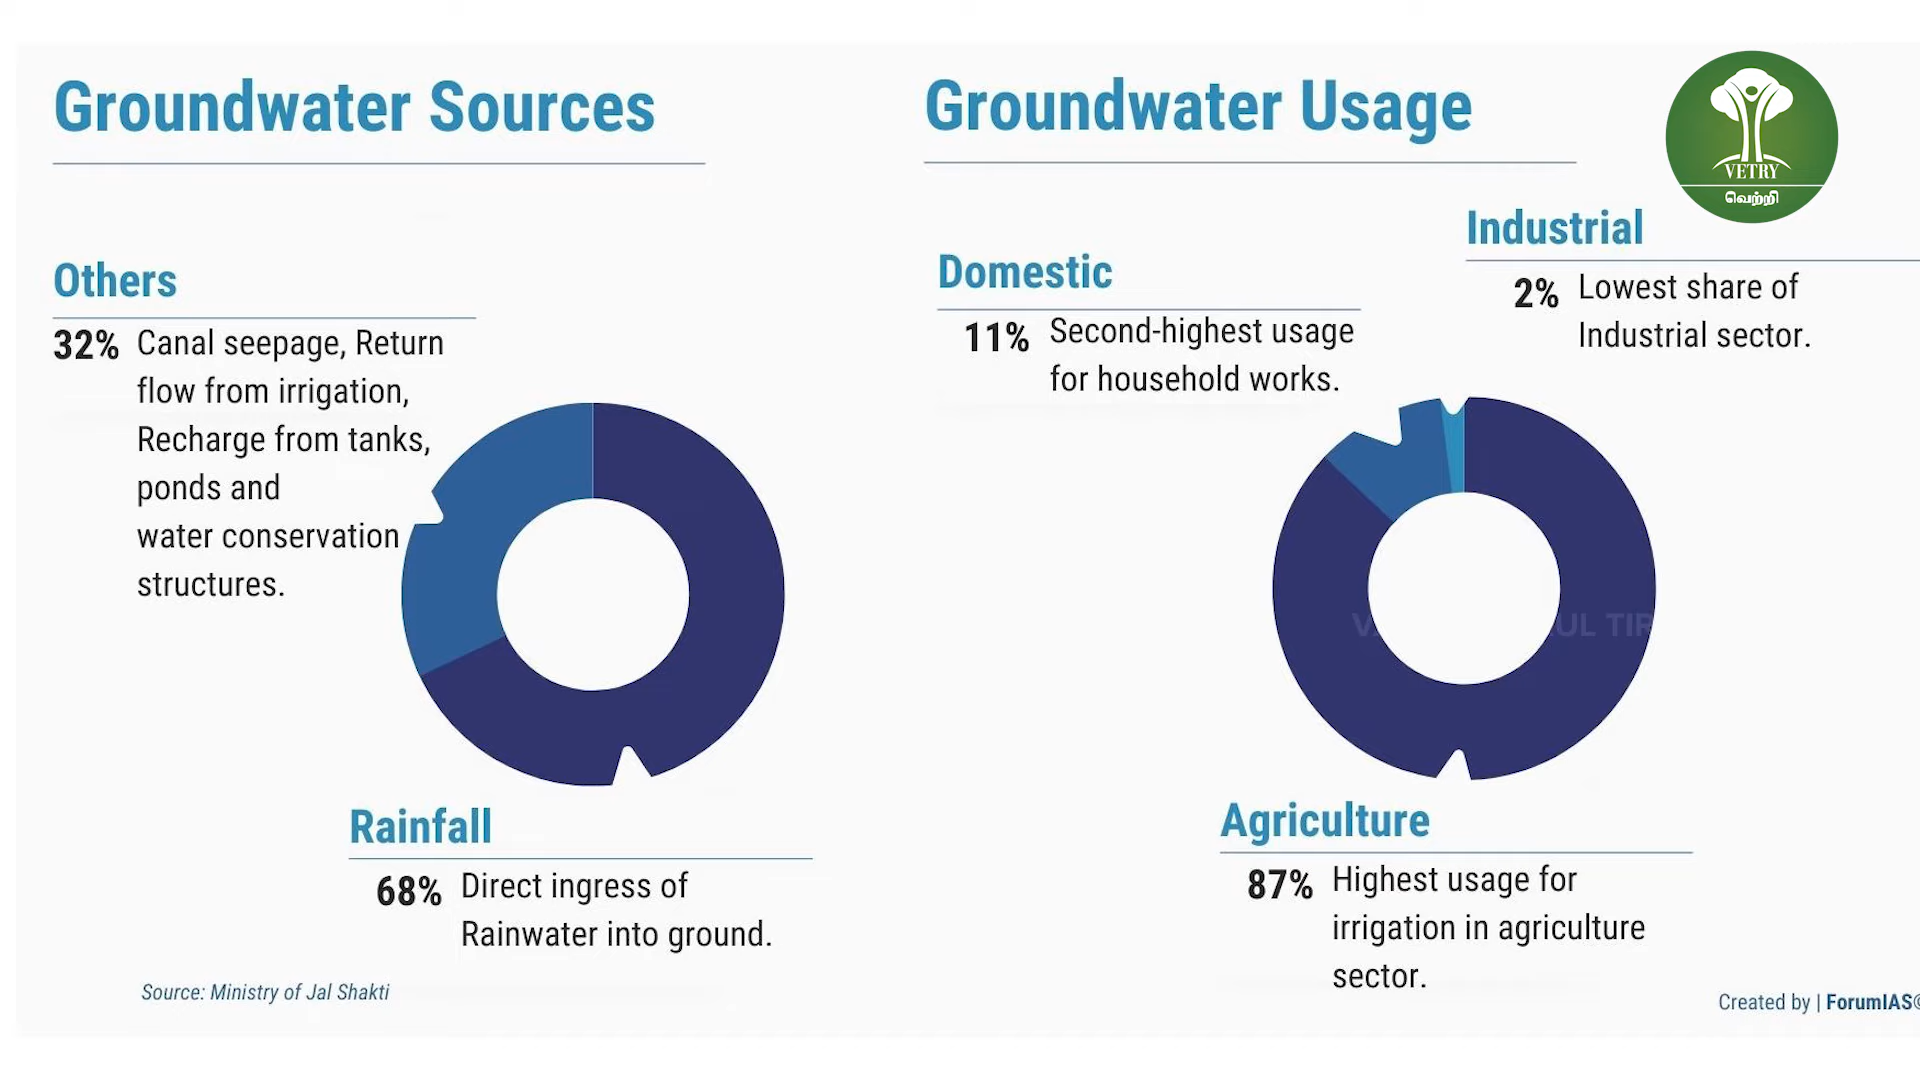 Groundwater Sources
Others
32% Canal seepage, Return
flow from irrigation,
Recharge from tanks,
ponds and
water conservation
structures.
Rainfall
68% Direct ingress of
Rainwater into ground.
Source: Ministry of Jal Shakti
Groundwater Usage
VETRY
வெற்றி
Industrial
2% Lowest share of
Industrial sector.
Domestic
11% Second-highest usage
for household works.
UL TIR
Agriculture
87% Highest usage for
irrigation in agriculture
sector.
Created by | ForumIAS©